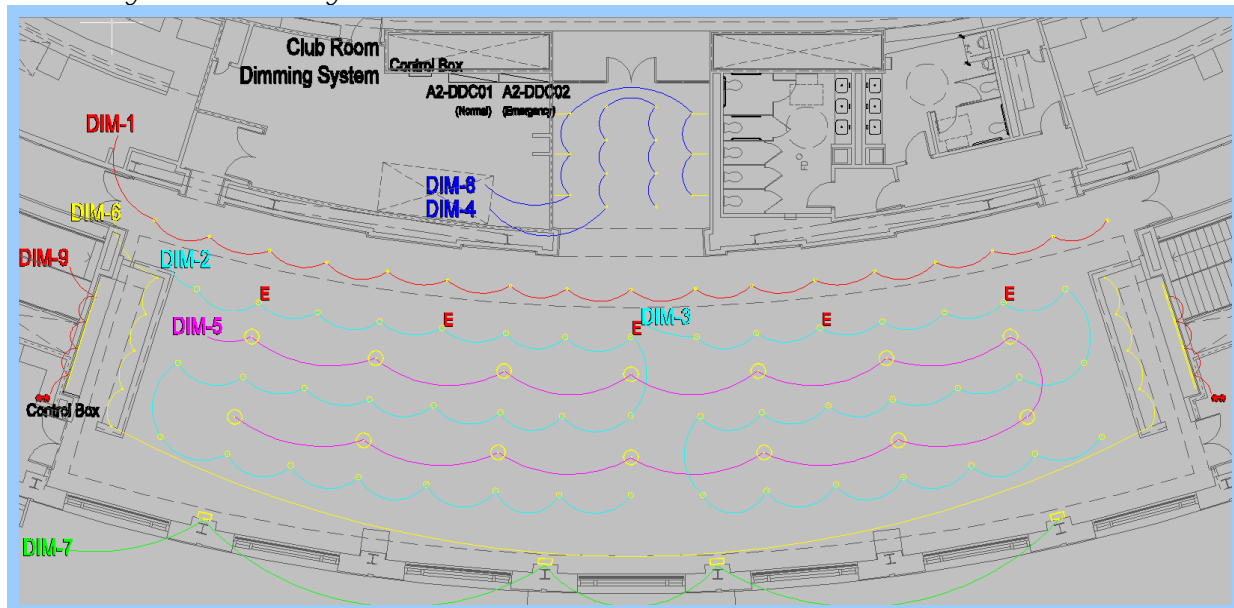 Club Room
Dimming System
Control Box
A2-DDC01 A2-DDC02
(Normal) (Emergency)
DIM-1
DIM-8
DIM-4
DIM-6
DIM-2
DIM-9
E
E
E
DIM-3
E
E
DIM-5
Control Box
DIM-7